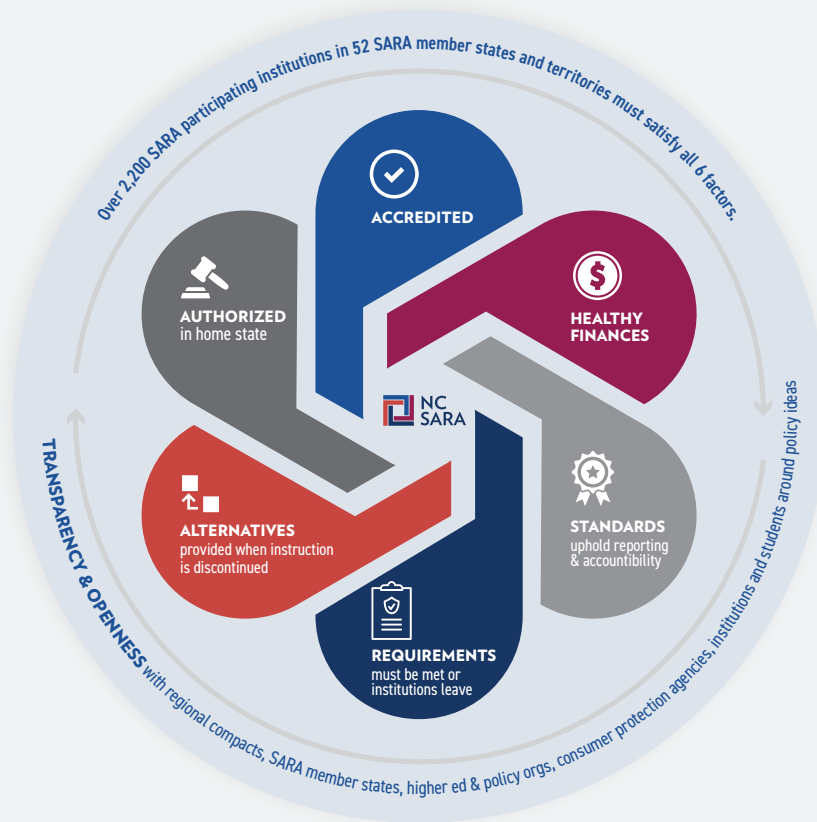 Over 2,200 SARA participating institutions in 52 SARA member states and territories must satisfy all 6 factors.
ACCREDITED
HEALTHY
FINANCES
STANDARDS
uphold reporting
& accountibility
REQUIREMENTS
must be met or
institutions leave
ALTERNATIVES
provided when instruction
is discontinued
AUTHORIZED
in home state
NC
SARA
TRANSPARENCY & OPENNESS with regional compacts, SARA member states, higher ed & policy orgs, consumer protection agencies, institutions and students around policy ideas